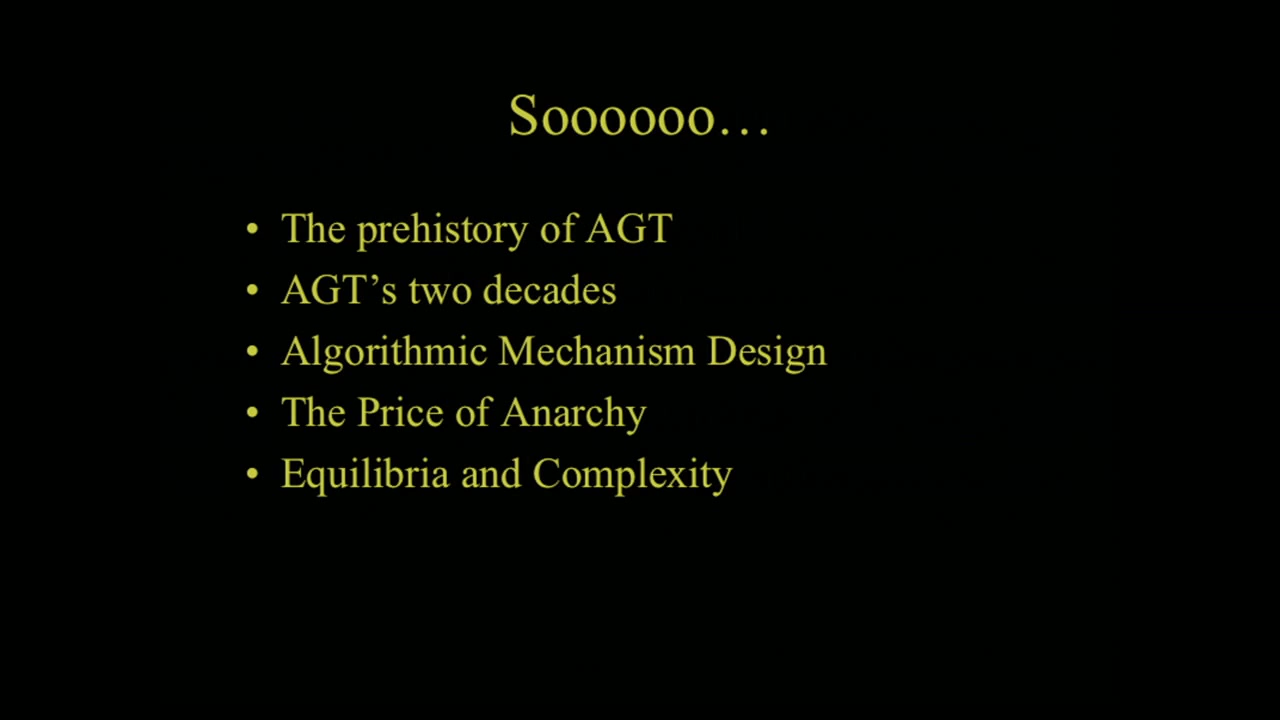 Soooooo…
• The prehistory of AGT
• AGT’s two decades
• Algorithmic Mechanism Design
• The Price of Anarchy
• Equilibria and Complexity